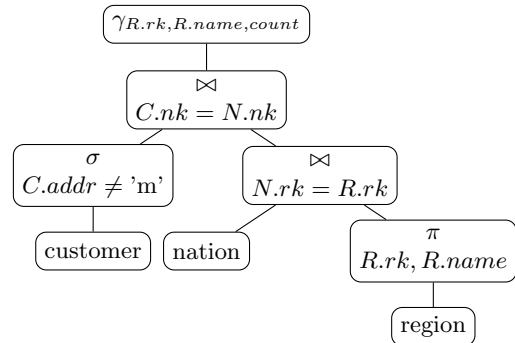 γR.rk,R.name,count
⋈
C.nk = N.nk
σ
C.addr ≠ 'm'
⋈
N.rk = R.rk
customer
nation
π
R.rk, R.name
region